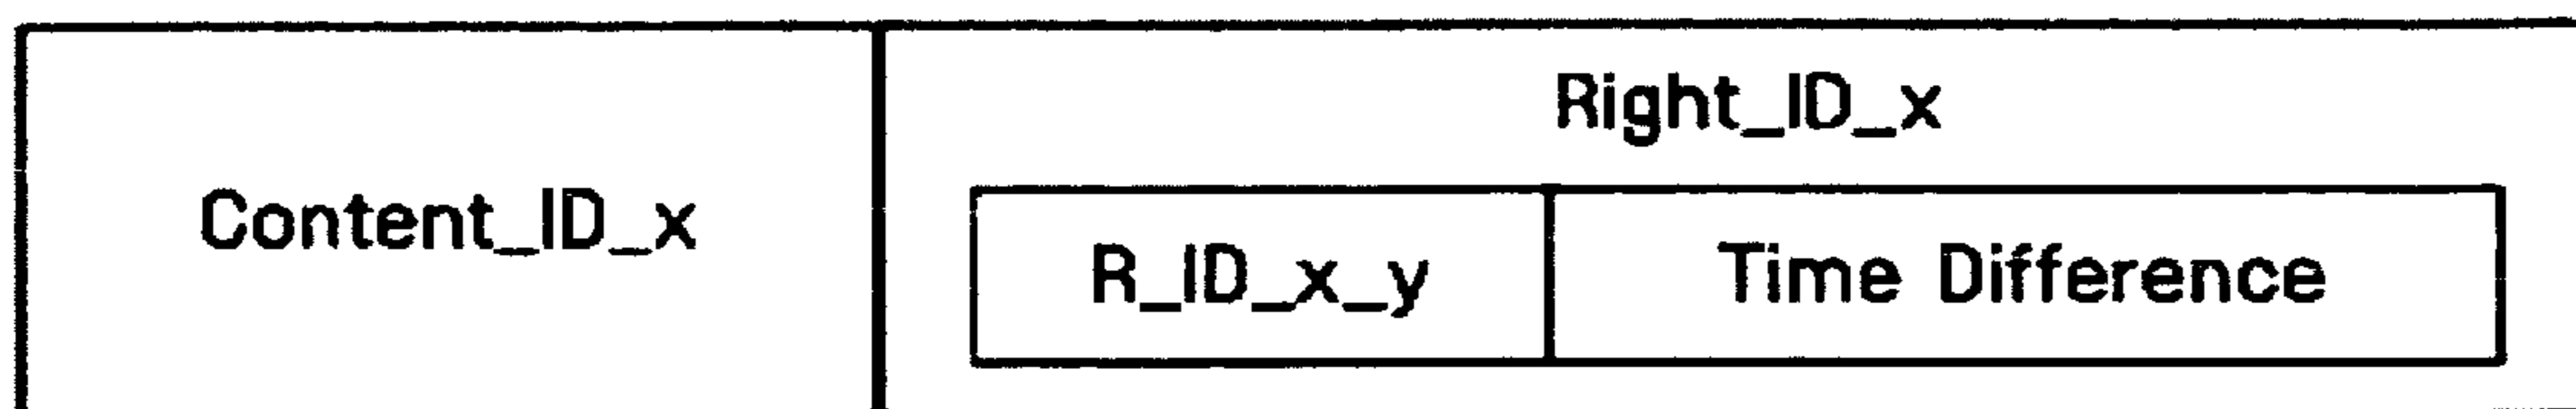 Right_ID_x
Content_ID_x
R_ID_x_y
Time Difference